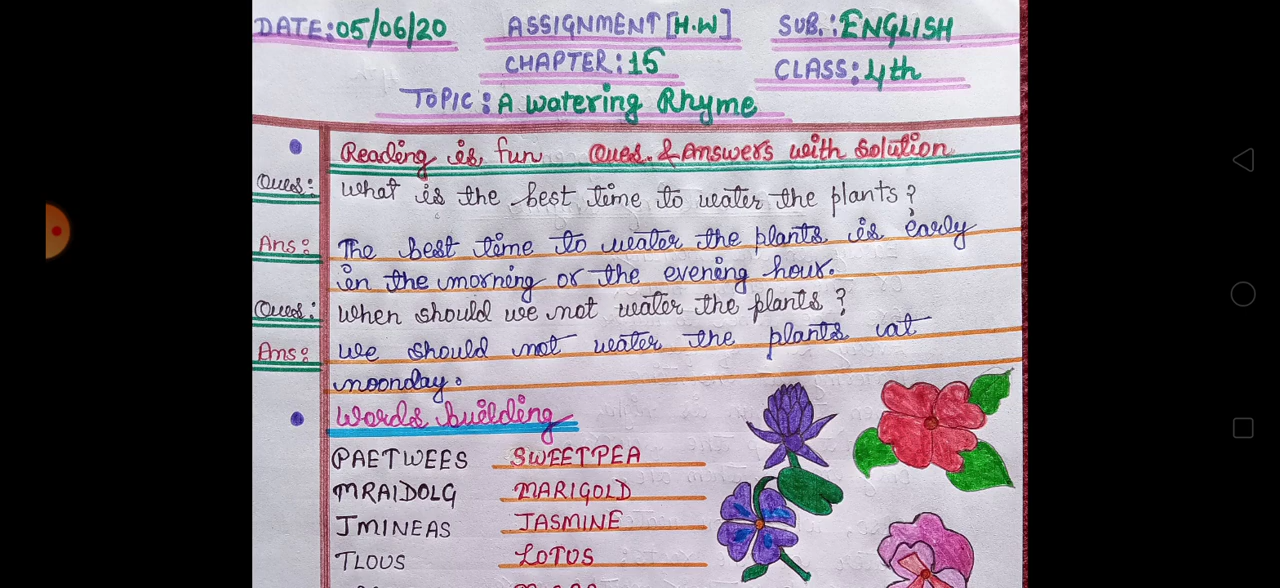 DATE: 05/06/20 ASSIGNMENT [H.W] SUB.: ENGLISH
CHAPTER: 15 CLASS: 4th
TOPIC: A Watering Rhyme
Reading is fun Ques. & Answers with Solution
Ques: What is the best time to water the plants?
Ans: The best time to water the plants is early
in the morning or the evening hour.
Ques: When should we not water the plants?
Ans: We should not water the plants at
noonday.
Words building
PAETWEES SWEETPEA
MRAIDOLG MARIGOLD
JMINEAS JASMINE
TLOUS LOTUS